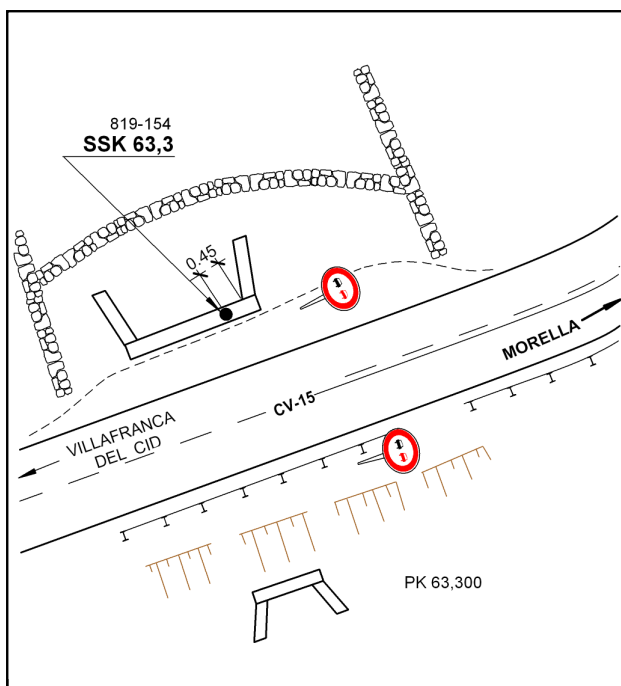 819-154
SSK 63,3
0.45
MORELLA
CV-15
VILLAFRANCA
DEL CID
PK 63,300